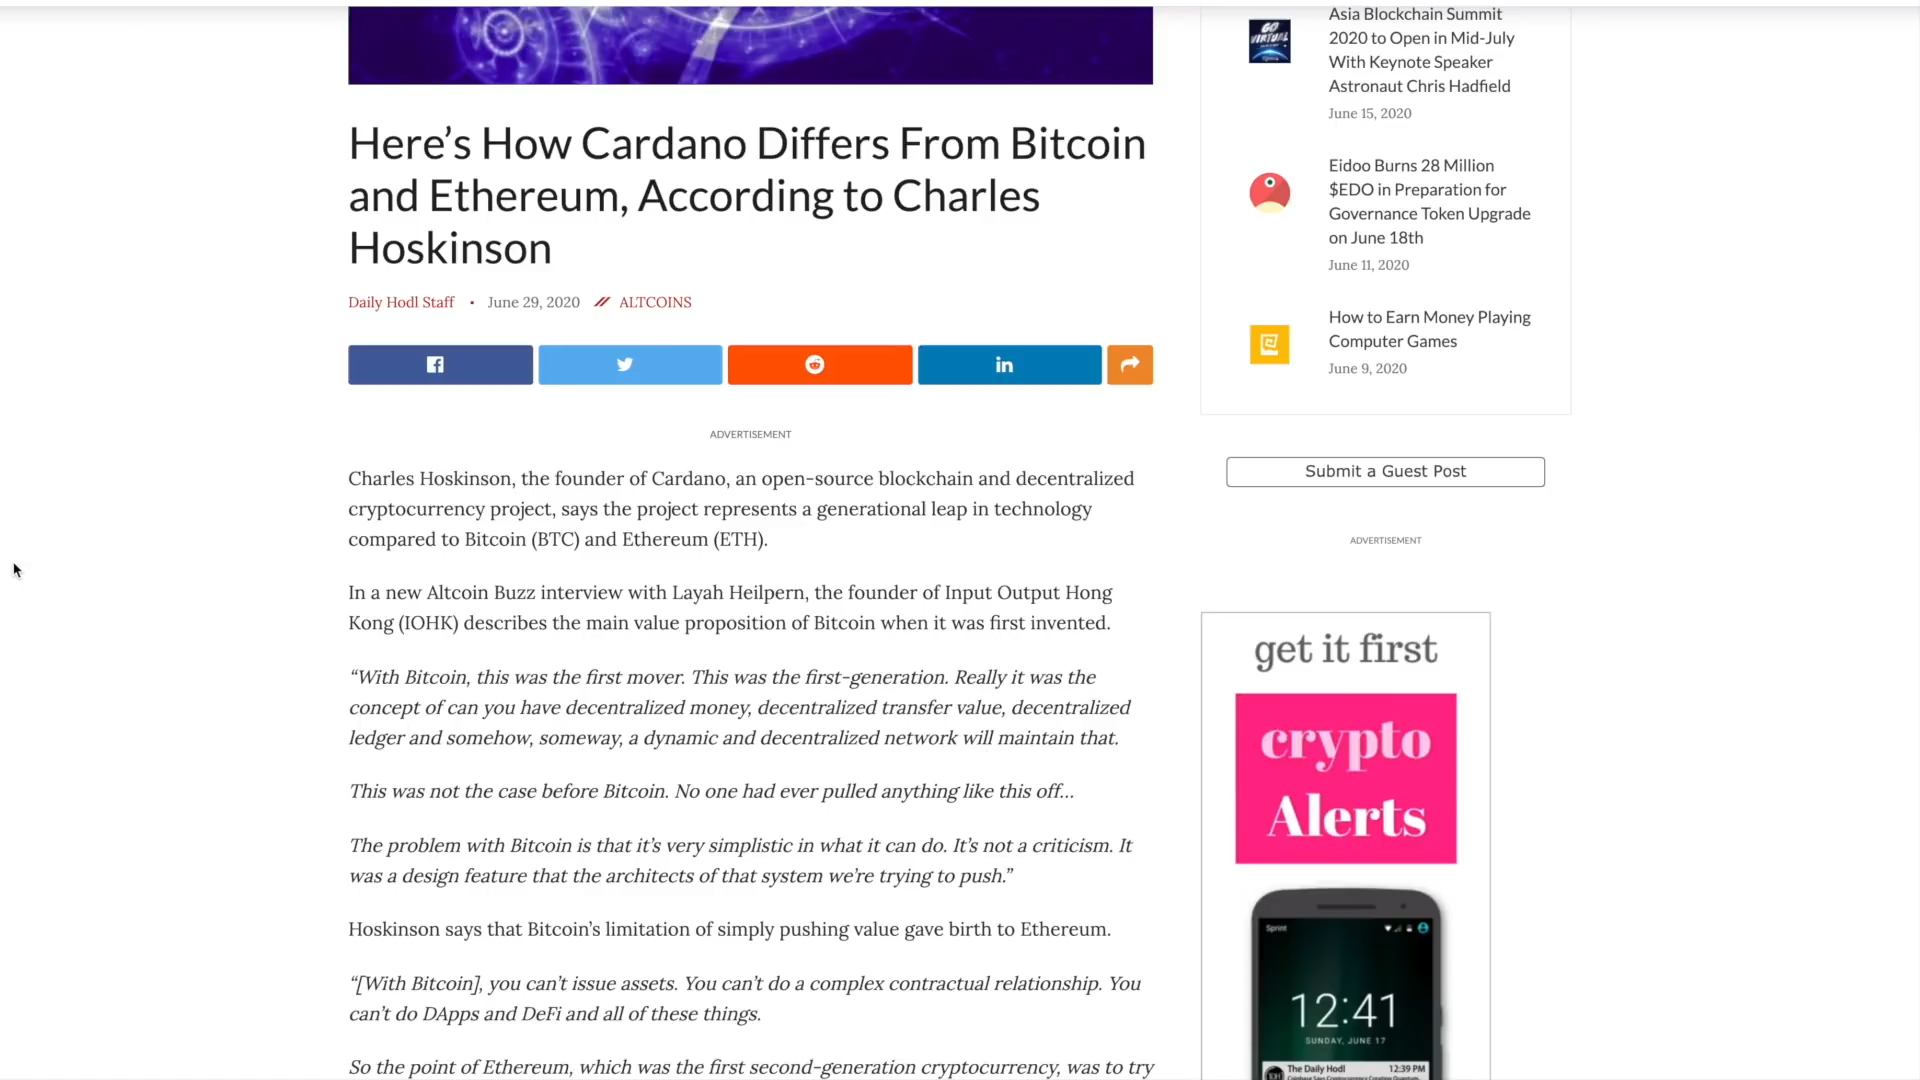 Here’s How Cardano Differs From Bitcoin
and Ethereum, According to Charles
Hoskinson
Daily Hodl Staff • June 29, 2020 // ALTCOINS
ADVERTISEMENT
Charles Hoskinson, the founder of Cardano, an open-source blockchain and decentralized
cryptocurrency project, says the project represents a generational leap in technology
compared to Bitcoin (BTC) and Ethereum (ETH).
In a new Altcoin Buzz interview with Layah Heilpern, the founder of Input Output Hong
Kong (IOHK) describes the main value proposition of Bitcoin when it was first invented.
“With Bitcoin, this was the first mover. This was the first-generation. Really it was the
concept of can you have decentralized money, decentralized transfer value, decentralized
ledger and somehow, someway, a dynamic and decentralized network will maintain that.
This was not the case before Bitcoin. No one had ever pulled anything like this off…
The problem with Bitcoin is that it’s very simplistic in what it can do. It’s not a criticism. It
was a design feature that the architects of that system we’re trying to push.”
Hoskinson says that Bitcoin’s limitation of simply pushing value gave birth to Ethereum.
“[With Bitcoin], you can’t issue assets. You can’t do a complex contractual relationship. You
can’t do DApps and DeFi and all of these things.
So the point of Ethereum, which was the first second-generation cryptocurrency, was to try
GO
VIRTUAL
Asia Blockchain Summit
2020 to Open in Mid-July
With Keynote Speaker
Astronaut Chris Hadfield
June 15, 2020
Eidoo Burns 28 Million
$EDO in Preparation for
Governance Token Upgrade
on June 18th
June 11, 2020
How to Earn Money Playing
Computer Games
June 9, 2020
Submit a Guest Post
ADVERTISEMENT
get it first
crypto
Alerts
Sprint
12:41
SUNDAY, JUNE 17
The Daily Hodl 12:39 PM